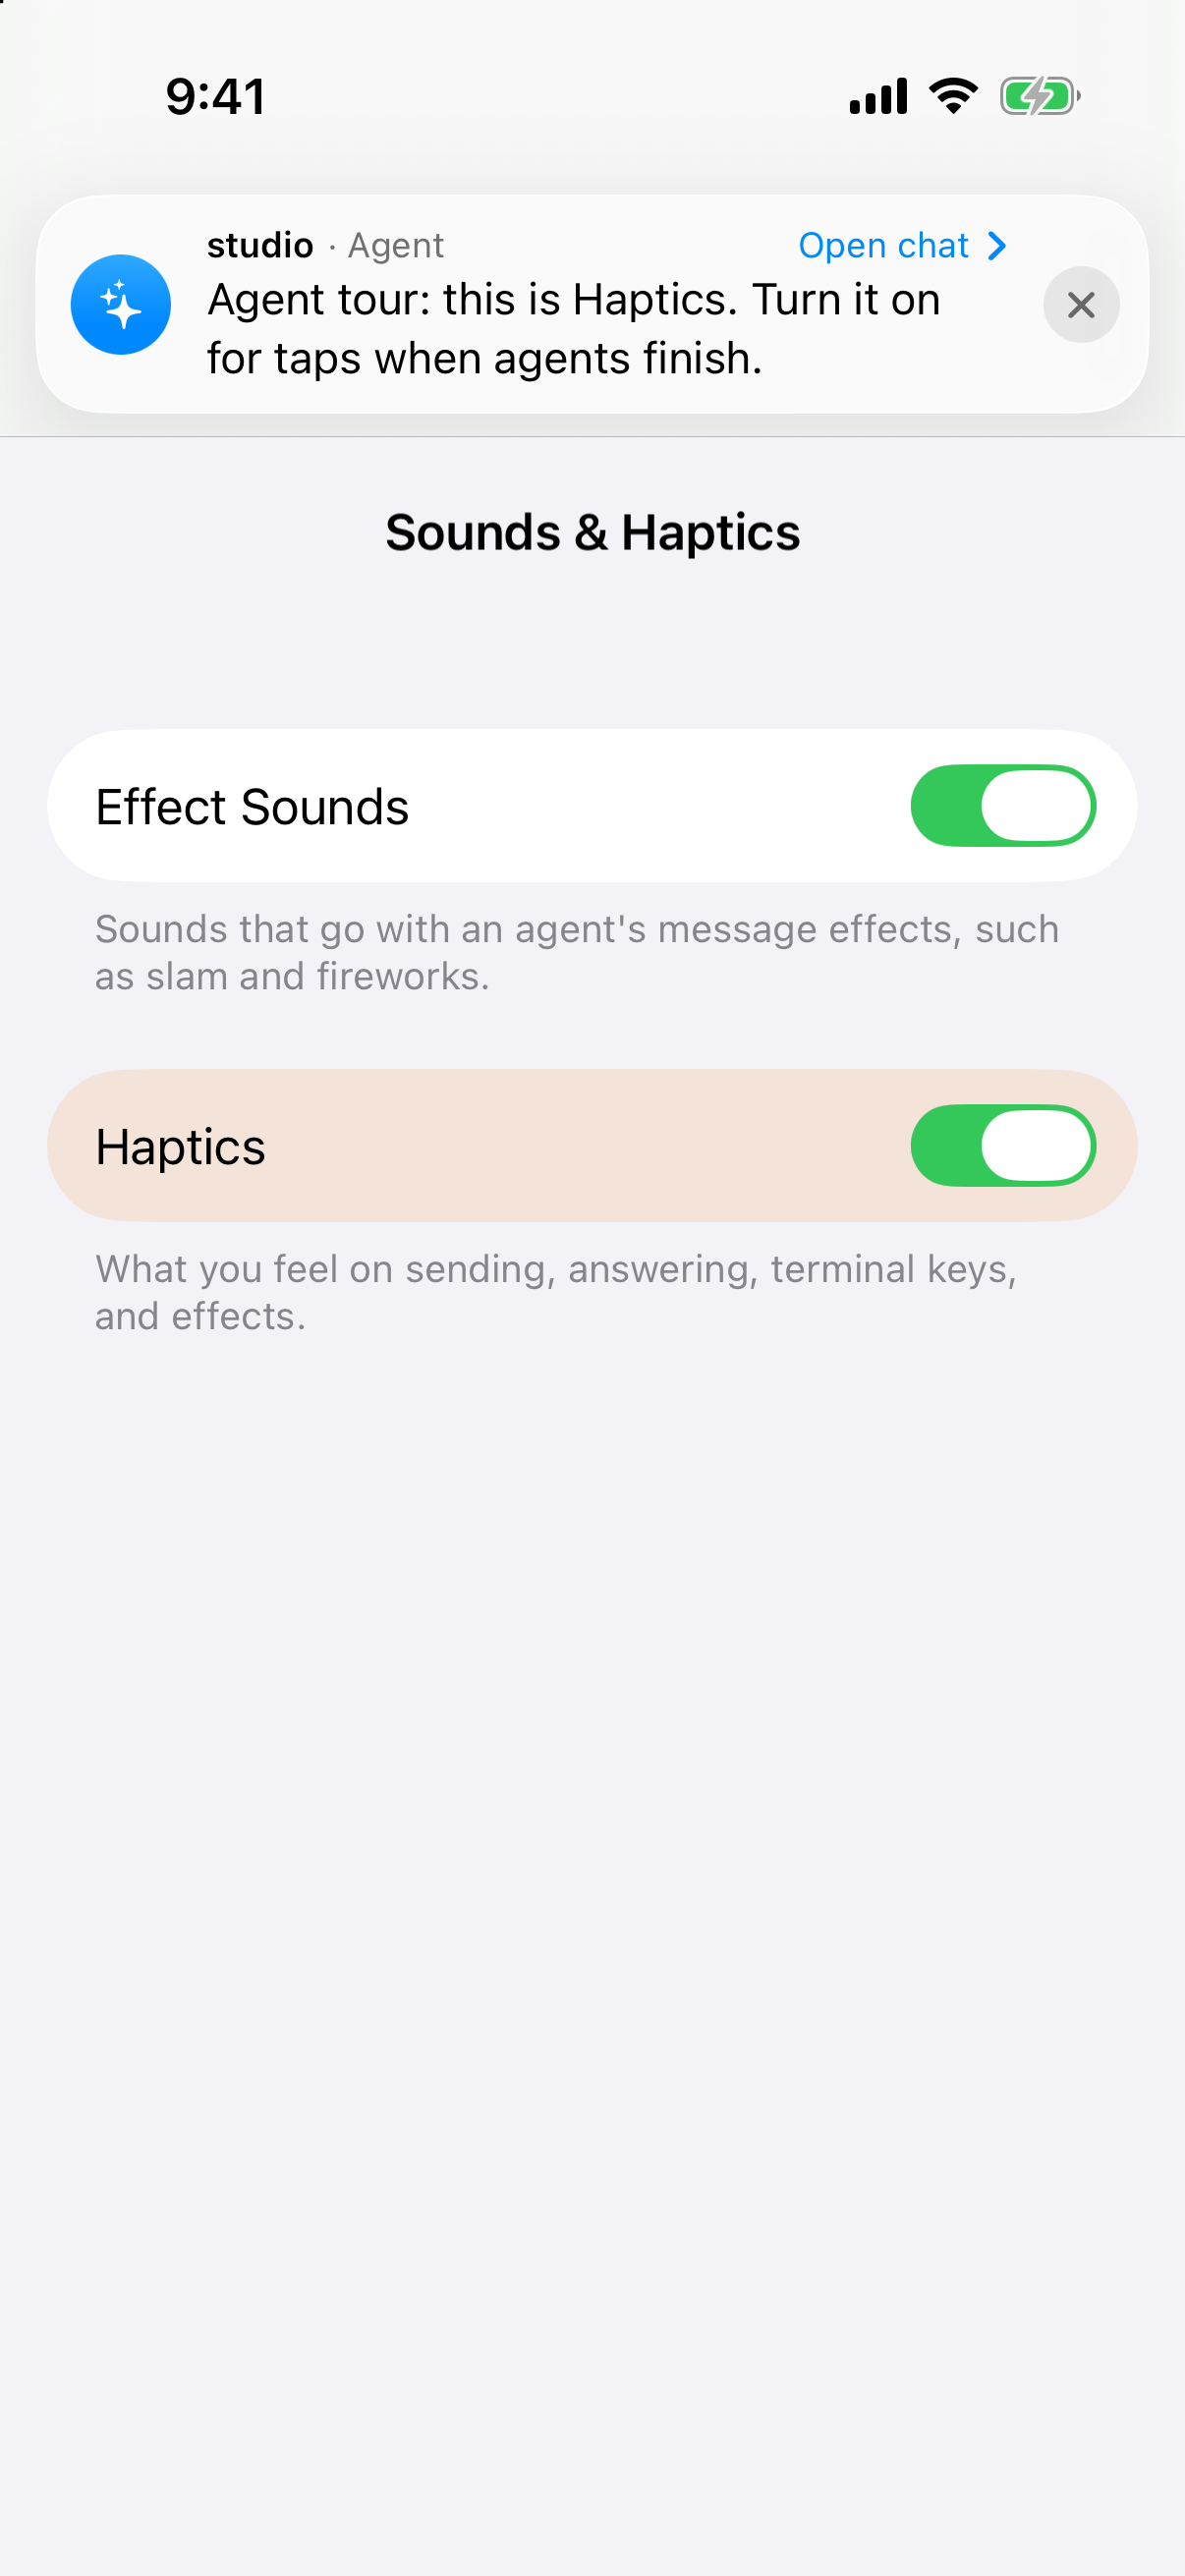 9:41
studio · Agent
Open chat
Agent tour: this is Haptics. Turn it on
for taps when agents finish.
Sounds & Haptics
Effect Sounds
Sounds that go with an agent's message effects, such
as slam and fireworks.
Haptics
What you feel on sending, answering, terminal keys,
and effects.